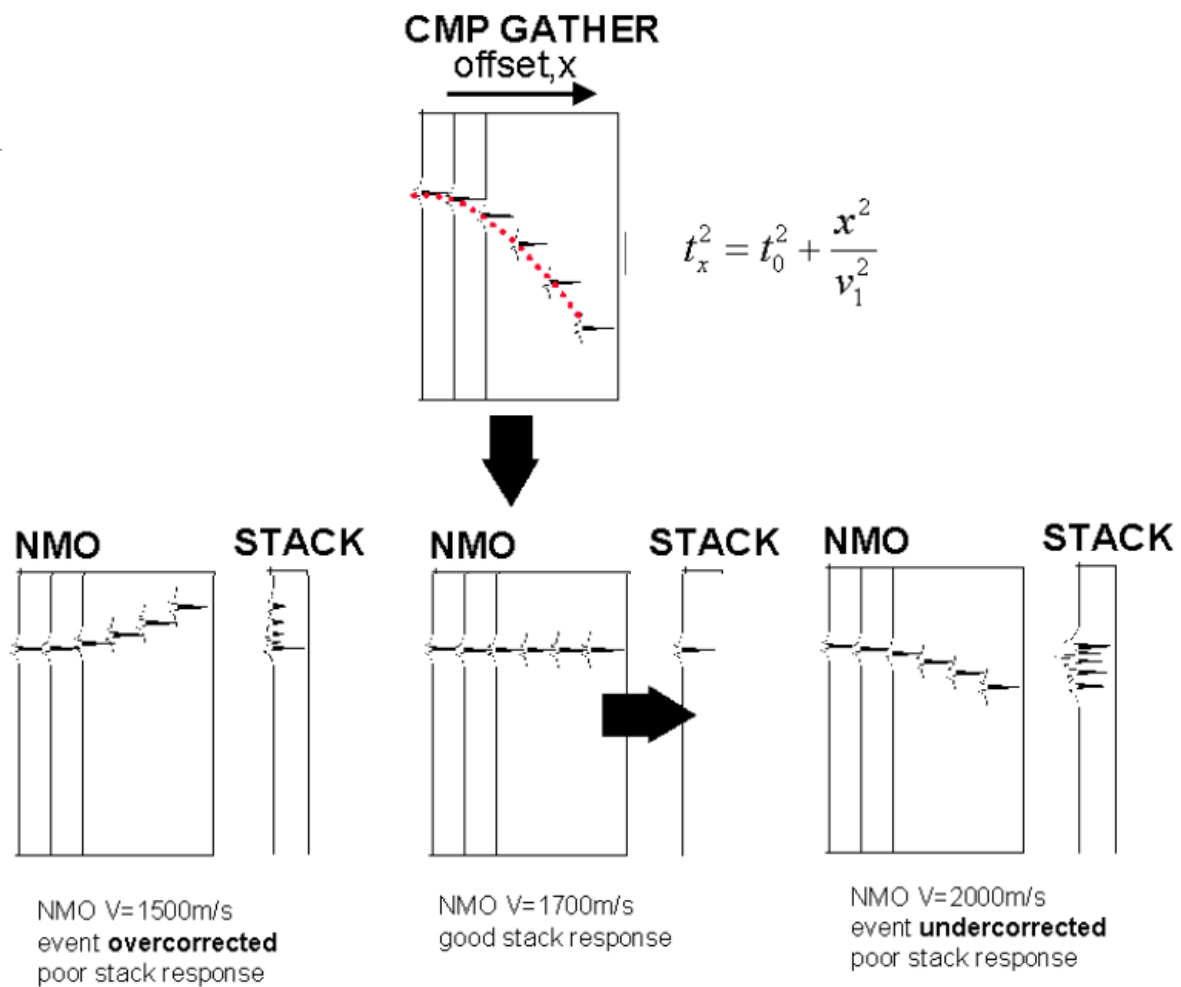 CMP GATHER
offset,x
t_x^2 = t_0^2 + x^2 / v_1^2
NMO STACK
NMO STACK
NMO STACK
NMO V=1500m/s
event overcorrected
poor stack response
NMO V=1700m/s
good stack response
NMO V=2000m/s
event undercorrected
poor stack response